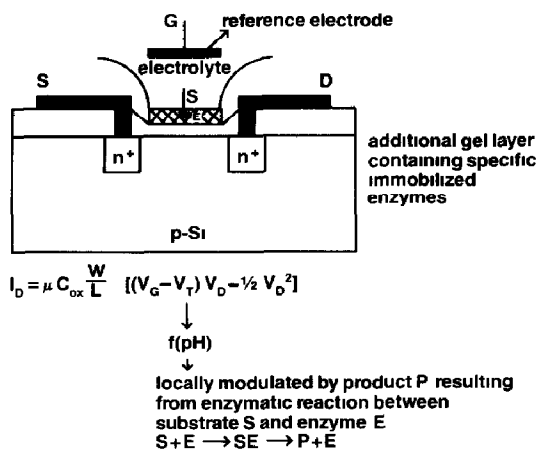 G
reference electrode
electrolyte
S
S
D
E
n⁺
n⁺
p-Si
additional gel layer
containing specific
immobilized
enzymes
I_D = μ C_ox W/L [(V_G − V_T) V_D − ½ V_D²]
f(pH)
locally modulated by product P resulting
from enzymatic reaction between
substrate S and enzyme E
S + E → SE → P + E